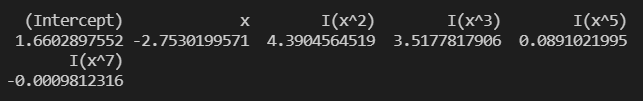 (Intercept) x I(x^2) I(x^3) I(x^5)
1.6602897552 -2.7530199571 4.3904564519 3.5177817906 0.0891021995
I(x^7)
-0.0009812316